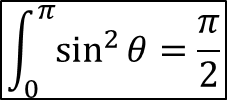 ∫₀^π sin² θ = π/2